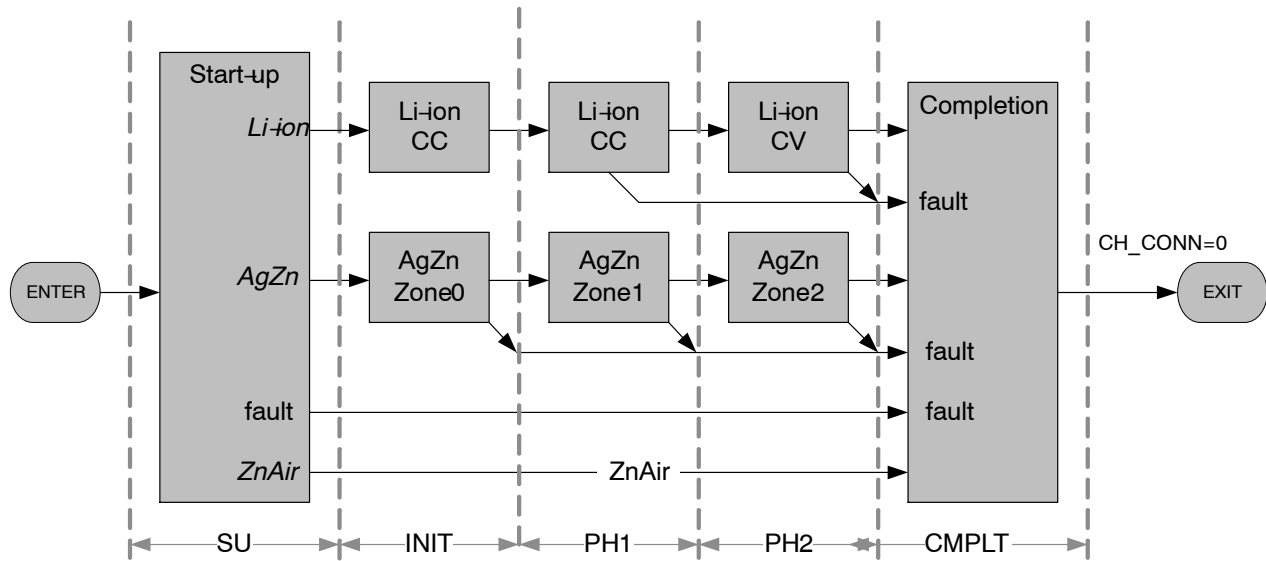 Start-up
Li-ion
Li-ion
CC
Li-ion
CC
Li-ion
CV
Completion
fault
CH_CONN=0
ENTER
AgZn
AgZn
Zone0
AgZn
Zone1
AgZn
Zone2
EXIT
fault
fault
fault
ZnAir
ZnAir
SU
INIT
PH1
PH2
CMPLT